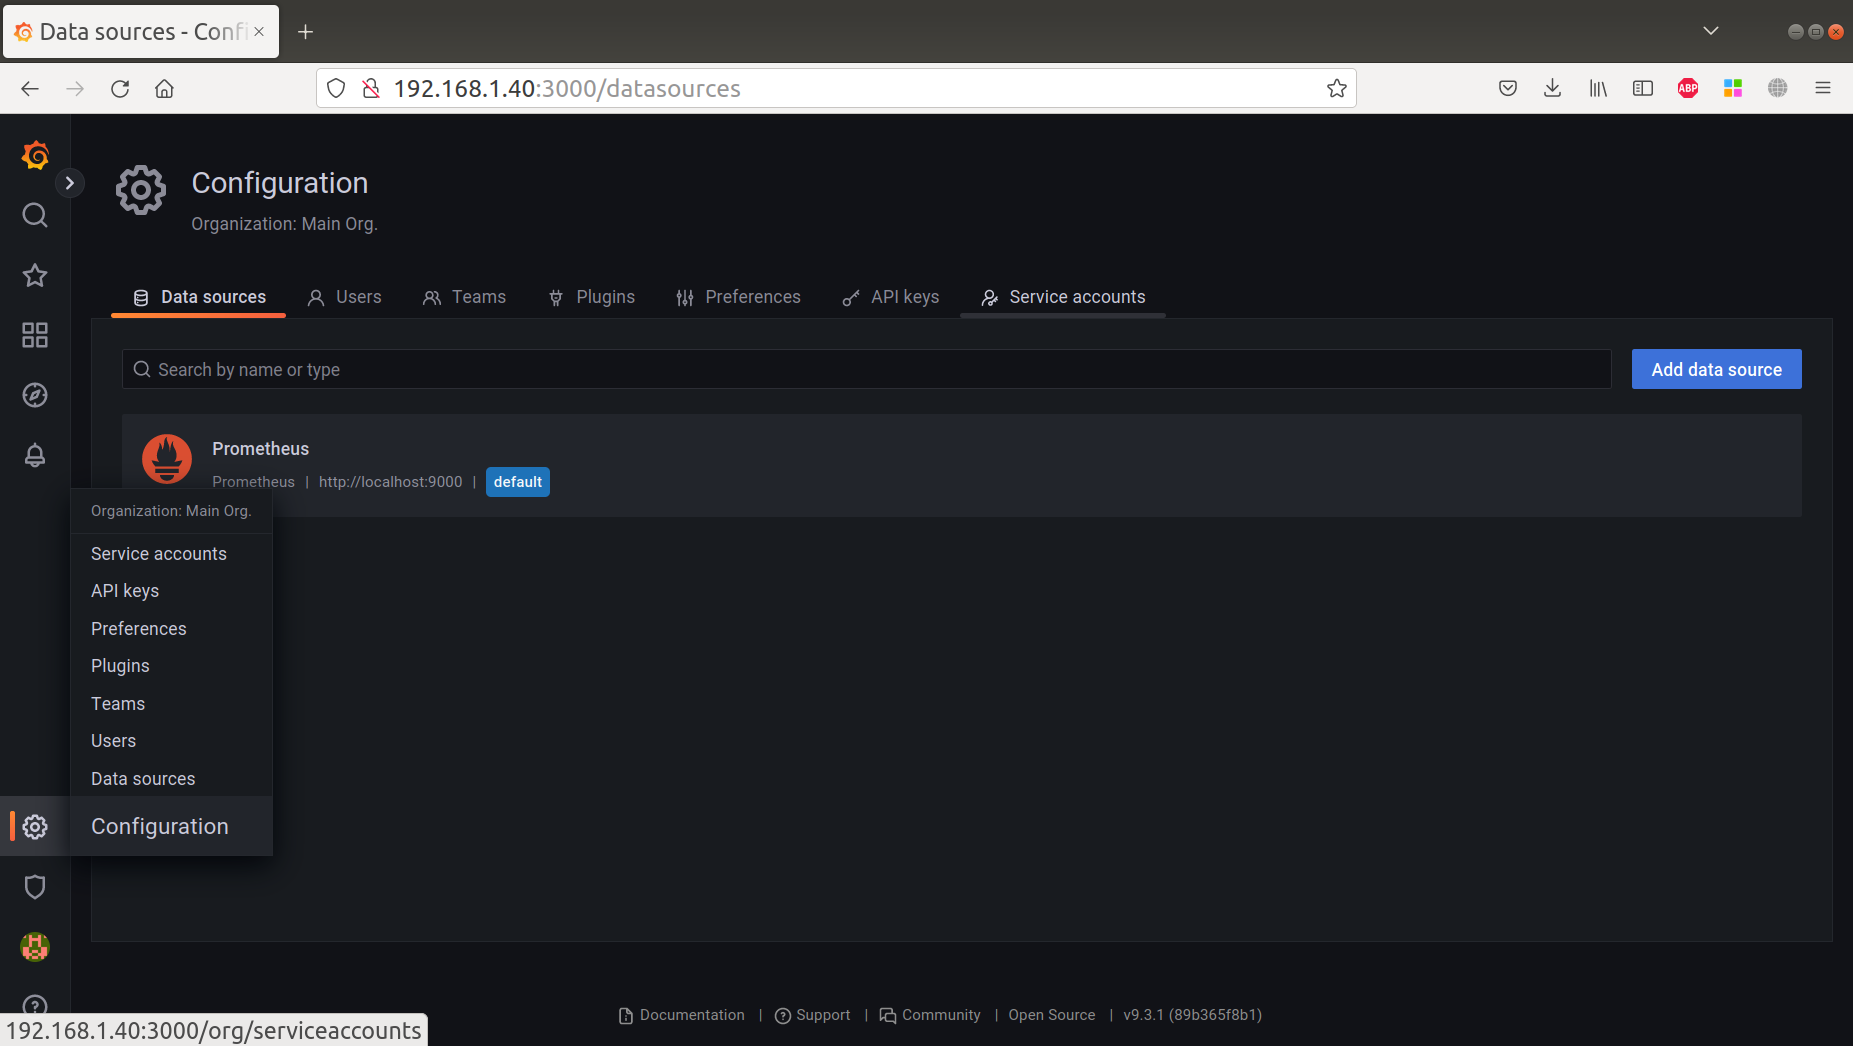 Data sources - Confi
192.168.1.40:3000/datasources
ABP
Configuration
Organization: Main Org.
Data sources Users Teams Plugins Preferences API keys Service accounts
Search by name or type
Add data source
Prometheus
Prometheus | http://localhost:9000 | default
Organization: Main Org.
Service accounts
API keys
Preferences
Plugins
Teams
Users
Data sources
Configuration
Documentation | Support | Community | Open Source | v9.3.1 (89b365f8b1)
192.168.1.40:3000/org/serviceaccounts